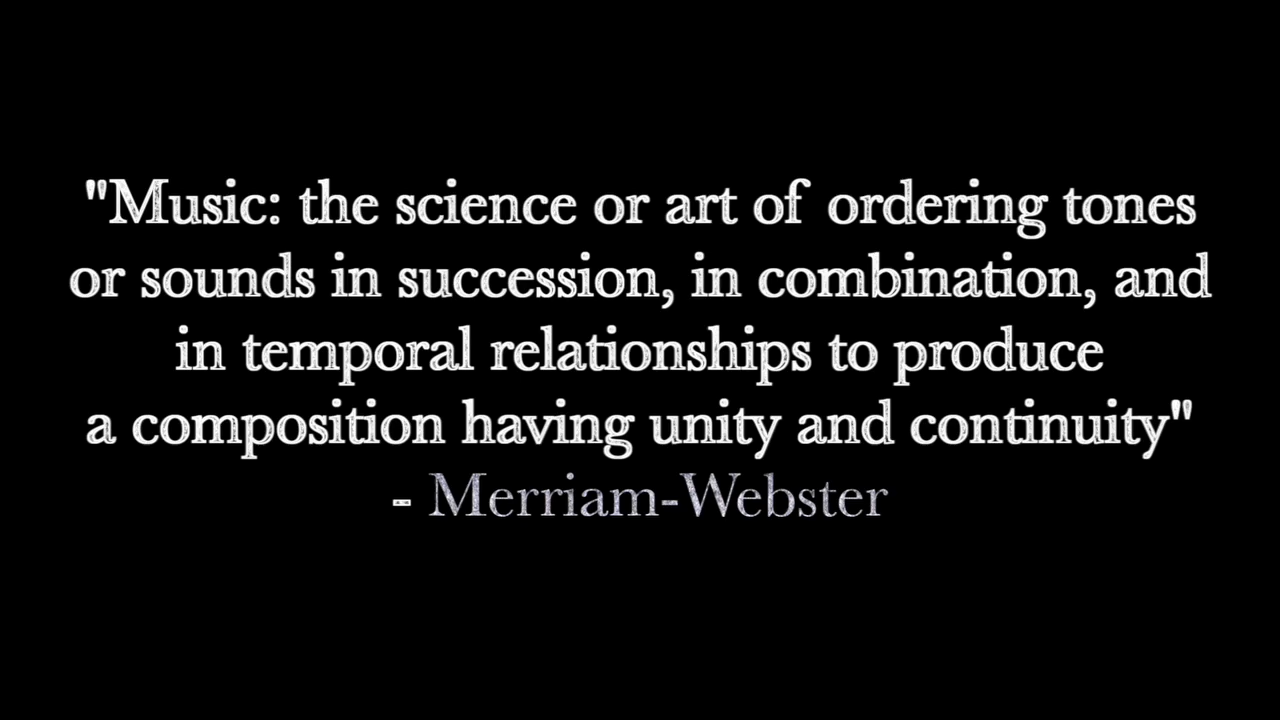 "Music: the science or art of ordering tones
or sounds in succession, in combination, and
in temporal relationships to produce
a composition having unity and continuity"
- Merriam-Webster